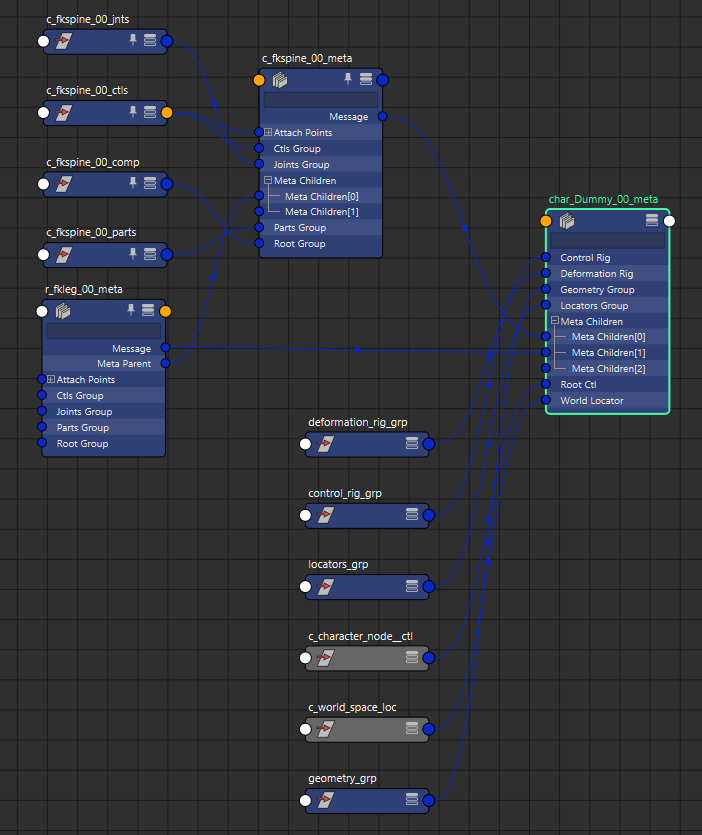 c_fkspine_00_jnts
c_fkspine_00_ctls
c_fkspine_00_comp
c_fkspine_00_parts
r_fkleg_00_meta
Message
Meta Parent
Attach Points
Ctls Group
Joints Group
Parts Group
Root Group
c_fkspine_00_meta
Message
Attach Points
Ctls Group
Joints Group
Meta Children
Meta Children[0]
Meta Children[1]
Parts Group
Root Group
char_Dummy_00_meta
Control Rig
Deformation Rig
Geometry Group
Locators Group
Meta Children
Meta Children[0]
Meta Children[1]
Meta Children[2]
Root Ctl
World Locator
deformation_rig_grp
control_rig_grp
locators_grp
c_character_node__ctl
c_world_space_loc
geometry_grp